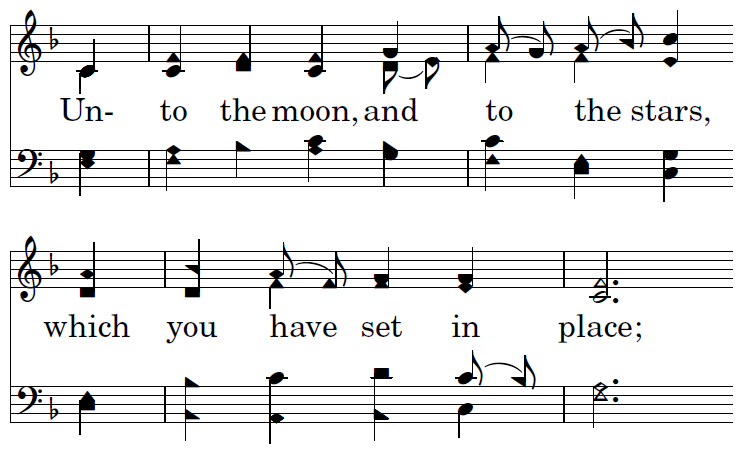 Un- to the moon, and to the stars,
which you have set in place;